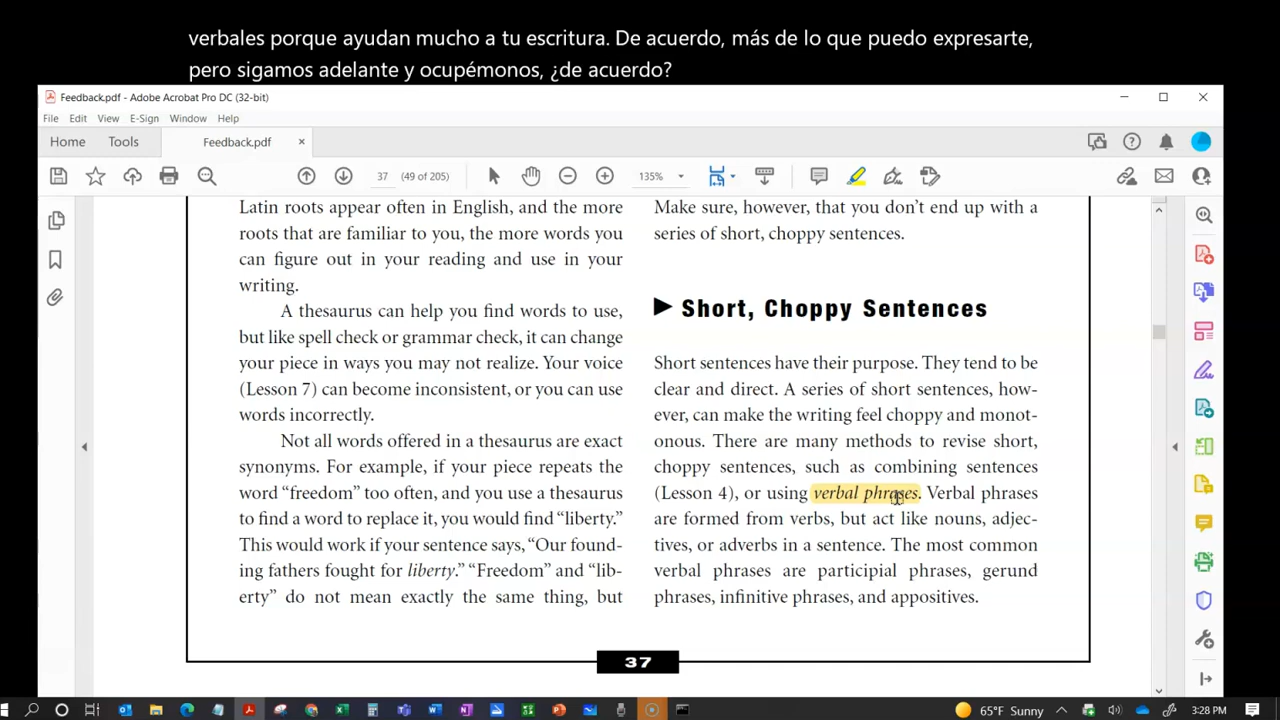 verbales porque ayudan mucho a tu escritura. De acuerdo, más de lo que puedo expresarte,
pero sigamos adelante y ocupémonos, ¿de acuerdo?
Feedback.pdf - Adobe Acrobat Pro DC (32-bit)
File Edit View E-Sign Window Help
Home Tools Feedback.pdf ×
37 (49 of 205) 135%
Latin roots appear often in English, and the more
roots that are familiar to you, the more words you
can figure out in your reading and use in your
writing.
A thesaurus can help you find words to use,
but like spell check or grammar check, it can change
your piece in ways you may not realize. Your voice
(Lesson 7) can become inconsistent, or you can use
words incorrectly.
Not all words offered in a thesaurus are exact
synonyms. For example, if your piece repeats the
word “freedom” too often, and you use a thesaurus
to find a word to replace it, you would find “liberty.”
This would work if your sentence says, “Our found-
ing fathers fought for liberty.” “Freedom” and “lib-
erty” do not mean exactly the same thing, but
Make sure, however, that you don’t end up with a
series of short, choppy sentences.
Short, Choppy Sentences
Short sentences have their purpose. They tend to be
clear and direct. A series of short sentences, how-
ever, can make the writing feel choppy and monot-
onous. There are many methods to revise short,
choppy sentences, such as combining sentences
(Lesson 4), or using verbal phrases. Verbal phrases
are formed from verbs, but act like nouns, adjec-
tives, or adverbs in a sentence. The most common
verbal phrases are participial phrases, gerund
phrases, infinitive phrases, and appositives.
37
65°F Sunny 3:28 PM